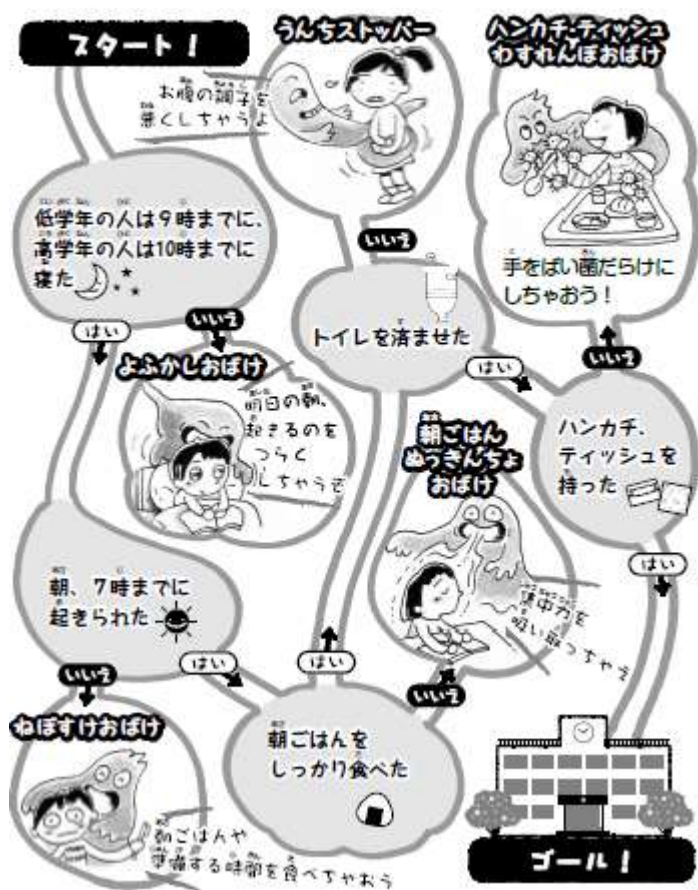 スタート！
低学年の人は９時までに、
高学年の人は10時までに
寝た
はい
いいえ
よふかしおばけ
明日の朝、
起きるのを
つらく
しちゃうぞ
朝、７時までに
起きられた
はい
いいえ
ねぼすけおばけ
朝ごはんや
準備する時間を食べちゃおう
朝ごはんを
しっかり食べた
はい
いいえ
朝ごはん
ぬっきんちょ
おばけ
集中力を
吸い取っちゃえ
トイレを済ませた
はい
いいえ
うんちストッパー
お腹の調子を
悪くしちゃうよ
ハンカチ、
ティッシュを
持った
はい
いいえ
ハンカチ・ティッシュ
わすれんぼおばけ
手をばい菌だらけに
しちゃおう！
ゴール！